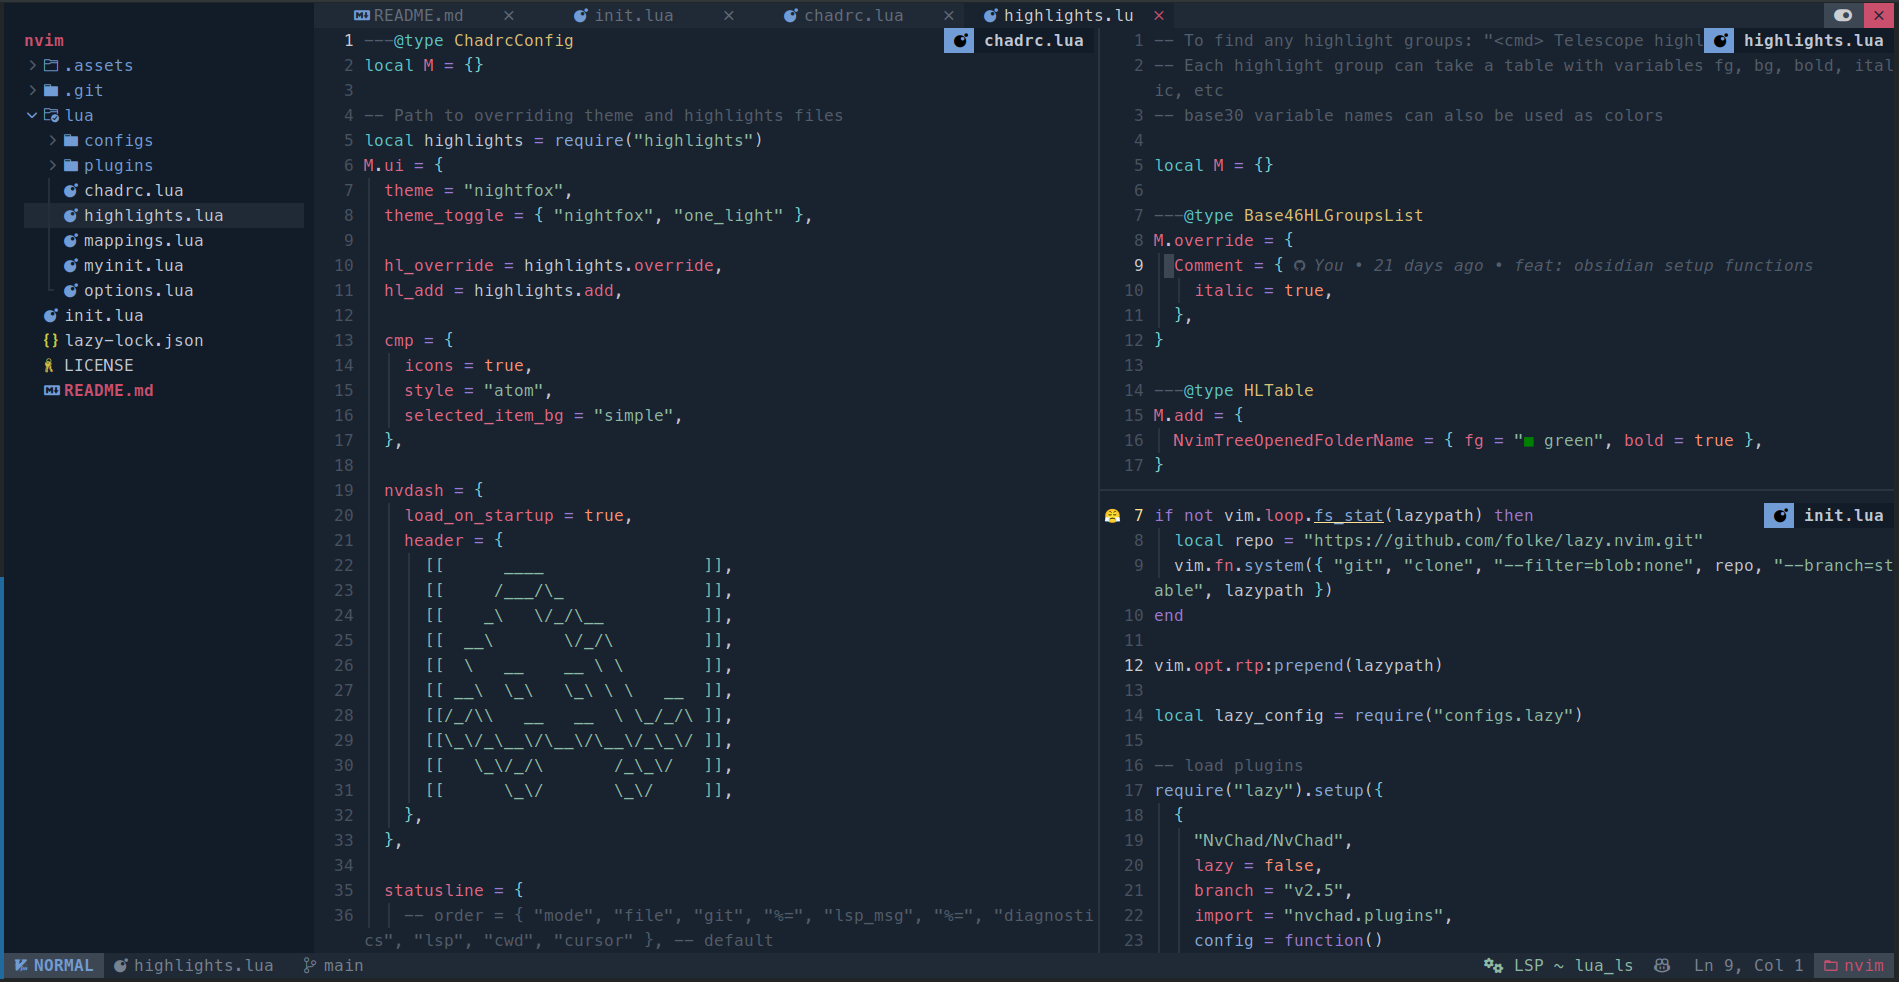 README.md × init.lua × chadrc.lua × highlights.lu ×
nvim
.assets
.git
lua
configs
plugins
chadrc.lua
highlights.lua
mappings.lua
myinit.lua
options.lua
init.lua
{} lazy-lock.json
LICENSE
README.md
chadrc.lua
1 ---@type ChadrcConfig
2 local M = {}
3
4 -- Path to overriding theme and highlights files
5 local highlights = require("highlights")
6 M.ui = {
7 theme = "nightfox",
8 theme_toggle = { "nightfox", "one_light" },
9
10 hl_override = highlights.override,
11 hl_add = highlights.add,
12
13 cmp = {
14 icons = true,
15 style = "atom",
16 selected_item_bg = "simple",
17 },
18
19 nvdash = {
20 load_on_startup = true,
21 header = {
22 [[      ____                ]],
23 [[     /___/\_              ]],
24 [[    _\   \/_/\__          ]],
25 [[  __\       \/_/\         ]],
26 [[  \   __    __ \ \        ]],
27 [[ __\  \_\   \_\ \ \   __  ]],
28 [[/_/\\   __   __  \ \_/_/\ ]],
29 [[\_\/_\__\/\__\/\__\/_\_\/ ]],
30 [[   \_\/_/\       /_\_\/   ]],
31 [[      \_\/       \_\/     ]],
32 },
33 },
34
35 statusline = {
36 -- order = { "mode", "file", "git", "%=", "lsp_msg", "%=", "diagnosti
cs", "lsp", "cwd", "cursor" }, -- default
highlights.lua
1 -- To find any highlight groups: "<cmd> Telescope highl
2 -- Each highlight group can take a table with variables fg, bg, bold, ital
ic, etc
3 -- base30 variable names can also be used as colors
4
5 local M = {}
6
7 ---@type Base46HLGroupsList
8 M.override = {
9 Comment = { You • 21 days ago • feat: obsidian setup functions
10 italic = true,
11 },
12 }
13
14 ---@type HLTable
15 M.add = {
16 NvimTreeOpenedFolderName = { fg = "■ green", bold = true },
17 }
init.lua
7 if not vim.loop.fs_stat(lazypath) then
8 local repo = "https://github.com/folke/lazy.nvim.git"
9 vim.fn.system({ "git", "clone", "--filter=blob:none", repo, "--branch=st
able", lazypath })
10 end
11
12 vim.opt.rtp:prepend(lazypath)
13
14 local lazy_config = require("configs.lazy")
15
16 -- load plugins
17 require("lazy").setup({
18 {
19 "NvChad/NvChad",
20 lazy = false,
21 branch = "v2.5",
22 import = "nvchad.plugins",
23 config = function()
NORMAL highlights.lua main LSP ~ lua_ls Ln 9, Col 1 nvim